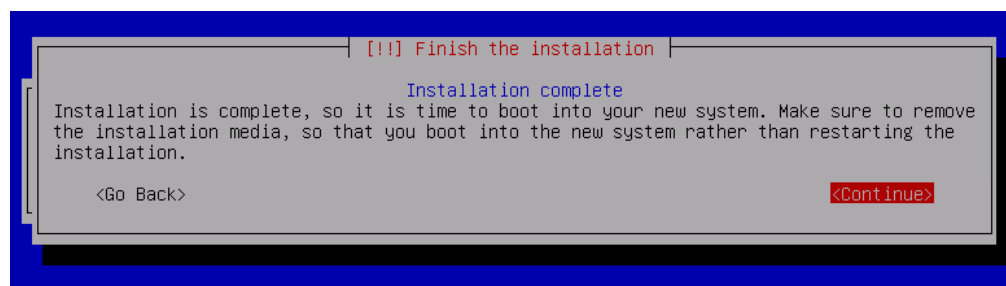 [!!] Finish the installation
Installation complete
Installation is complete, so it is time to boot into your new system. Make sure to remove
the installation media, so that you boot into the new system rather than restarting the
installation.
<Go Back> <Continue>